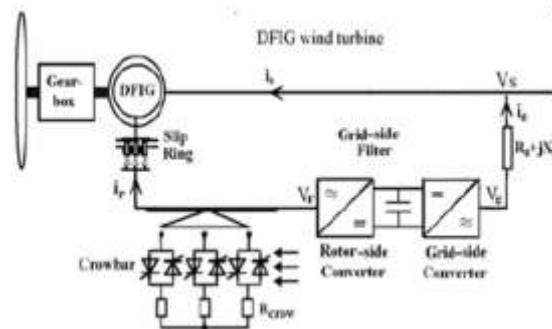 DFIG wind turbine
Gear-
box
DFIG
is
Vs
ig
Slip
Ring
Grid-side
Filter
Rg+jX
ir
Vr
Vg
Rotor-side
Converter
Grid-side
Converter
Crowbar
Rcrow